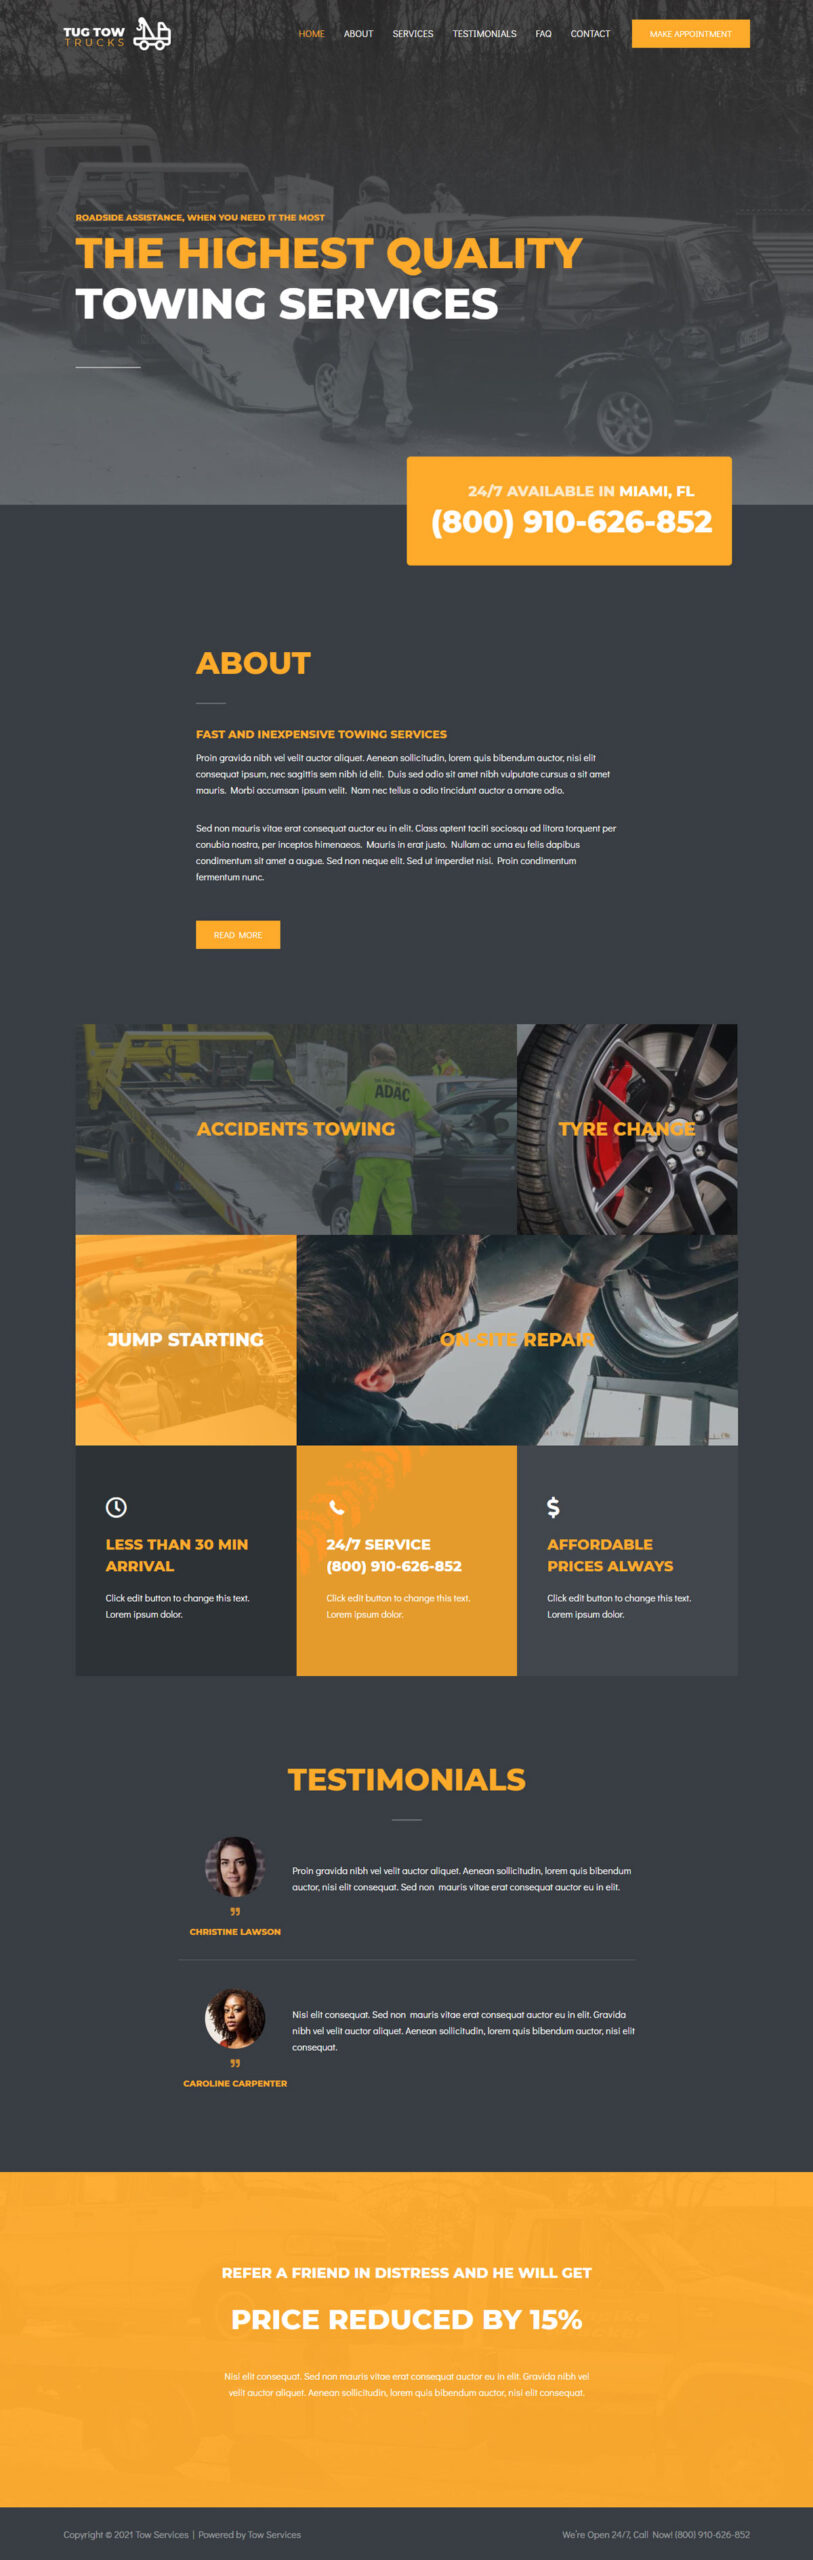 TUG TOW
TRUCKS
HOME ABOUT SERVICES TESTIMONIALS FAQ CONTACT MAKE APPOINTMENT
ROADSIDE ASSISTANCE, WHEN YOU NEED IT THE MOST
THE HIGHEST QUALITY
TOWING SERVICES
ADAC
24/7 AVAILABLE IN MIAMI, FL
(800) 910-626-852
ABOUT
FAST AND INEXPENSIVE TOWING SERVICES
Proin gravida nibh vel velit auctor aliquet. Aenean sollicitudin, lorem quis bibendum auctor, nisi elit
consequat ipsum, nec sagittis sem nibh id elit. Duis sed odio sit amet nibh vulputate cursus a sit amet
mauris. Morbi accumsan ipsum velit. Nam nec tellus a odio tincidunt auctor a ornare odio.
Sed non mauris vitae erat consequat auctor eu in elit. Class aptent taciti sociosqu ad litora torquent per
conubia nostra, per inceptos himenaeos. Mauris in erat justo. Nullam ac urna eu felis dapibus
condimentum sit amet a augue. Sed non neque elit. Sed ut imperdiet nisi. Proin condimentum
fermentum nunc.
READ MORE
ADAC
ACCIDENTS TOWING
TYRE CHANGE
JUMP STARTING
ON-SITE REPAIR
LESS THAN 30 MIN
ARRIVAL
Click edit button to change this text.
Lorem ipsum dolor.
24/7 SERVICE
(800) 910-626-852
Click edit button to change this text.
Lorem ipsum dolor.
AFFORDABLE
PRICES ALWAYS
Click edit button to change this text.
Lorem ipsum dolor.
TESTIMONIALS
Proin gravida nibh vel velit auctor aliquet. Aenean sollicitudin, lorem quis bibendum
auctor, nisi elit consequat. Sed non mauris vitae erat consequat auctor eu in elit.
CHRISTINE LAWSON
Nisi elit consequat. Sed non mauris vitae erat consequat auctor eu in elit. Gravida
nibh vel velit auctor aliquet. Aenean sollicitudin, lorem quis bibendum auctor, nisi elit
consequat.
CAROLINE CARPENTER
REFER A FRIEND IN DISTRESS AND HE WILL GET
PRICE REDUCED BY 15%
Nisi elit consequat. Sed non mauris vitae erat consequat auctor eu in elit. Gravida nibh vel
velit auctor aliquet. Aenean sollicitudin, lorem quis bibendum auctor, nisi elit consequat.
Copyright © 2021 Tow Services | Powered by Tow Services
We're Open 24/7, Call Now! (800) 910-626-852